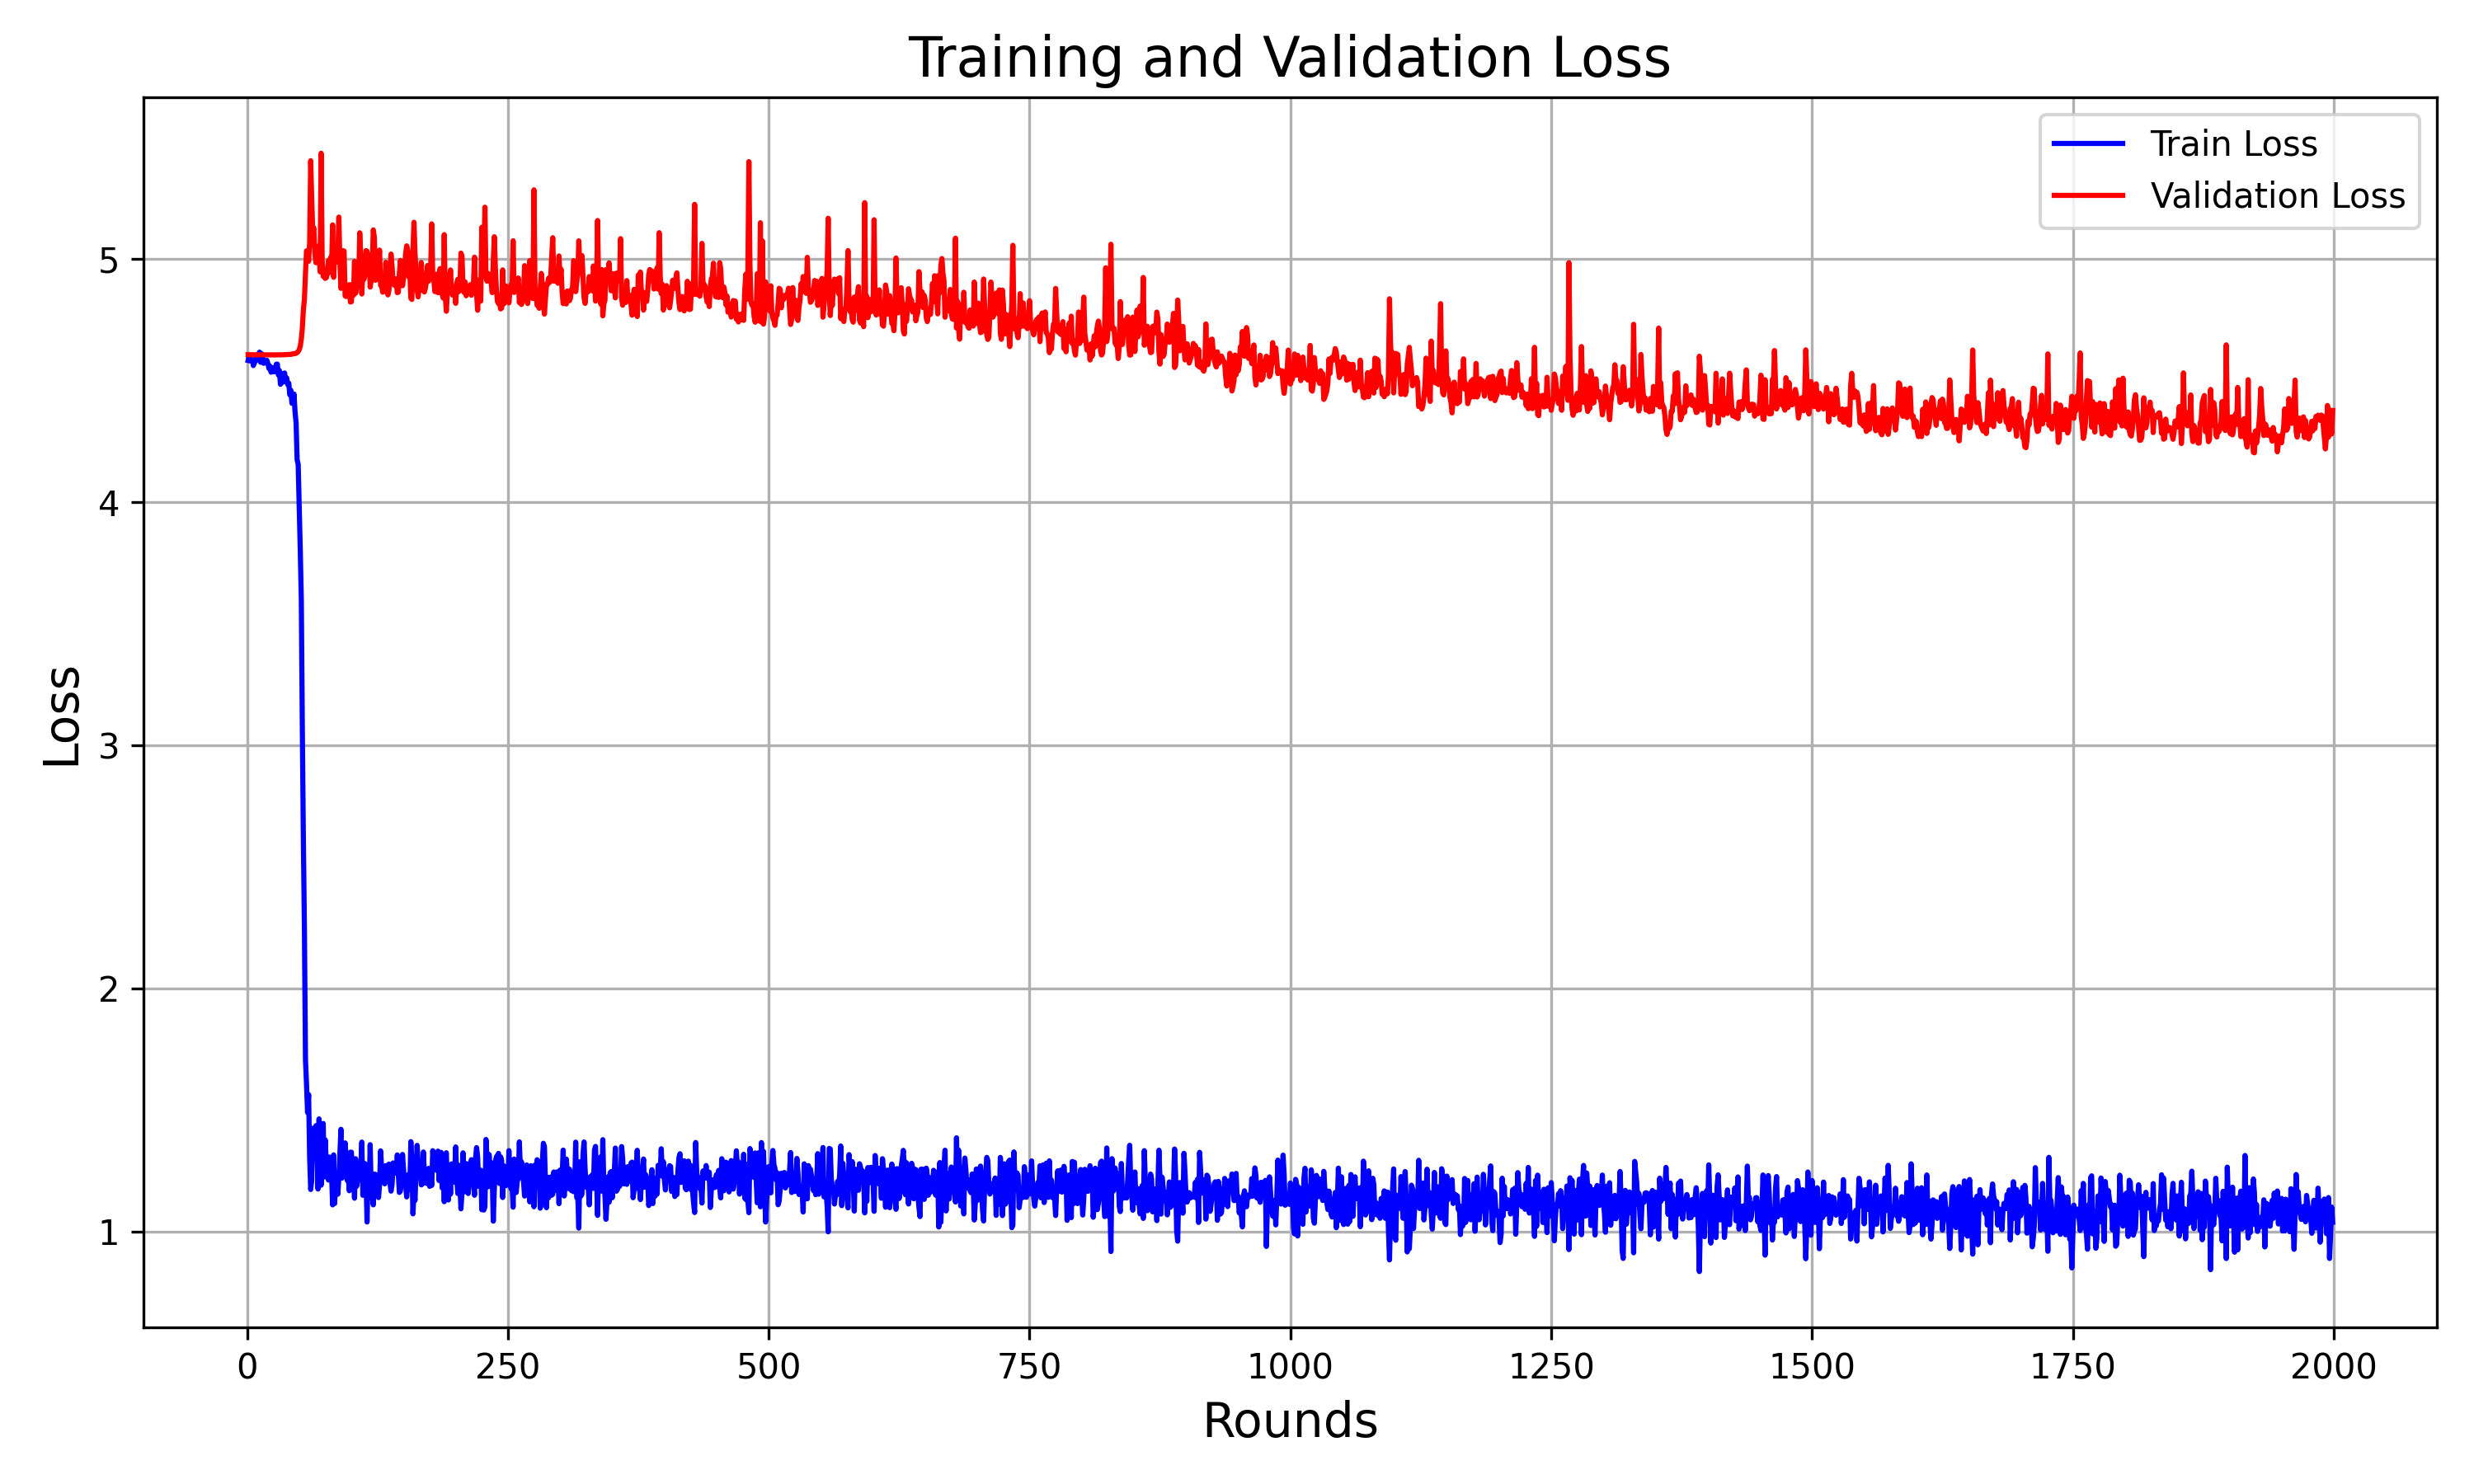 Training and Validation Loss
Train Loss
Validation Loss
Loss
5
4
3
2
1
0 250 500 750 1000 1250 1500 1750 2000
Rounds